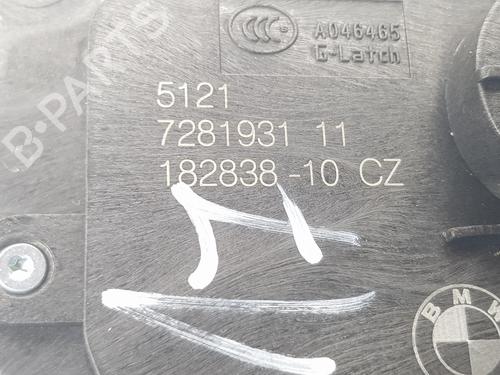 CCC
A046465
G-Latch
5121
7281931 11
182838 -10 CZ
BMW
B-PARTS